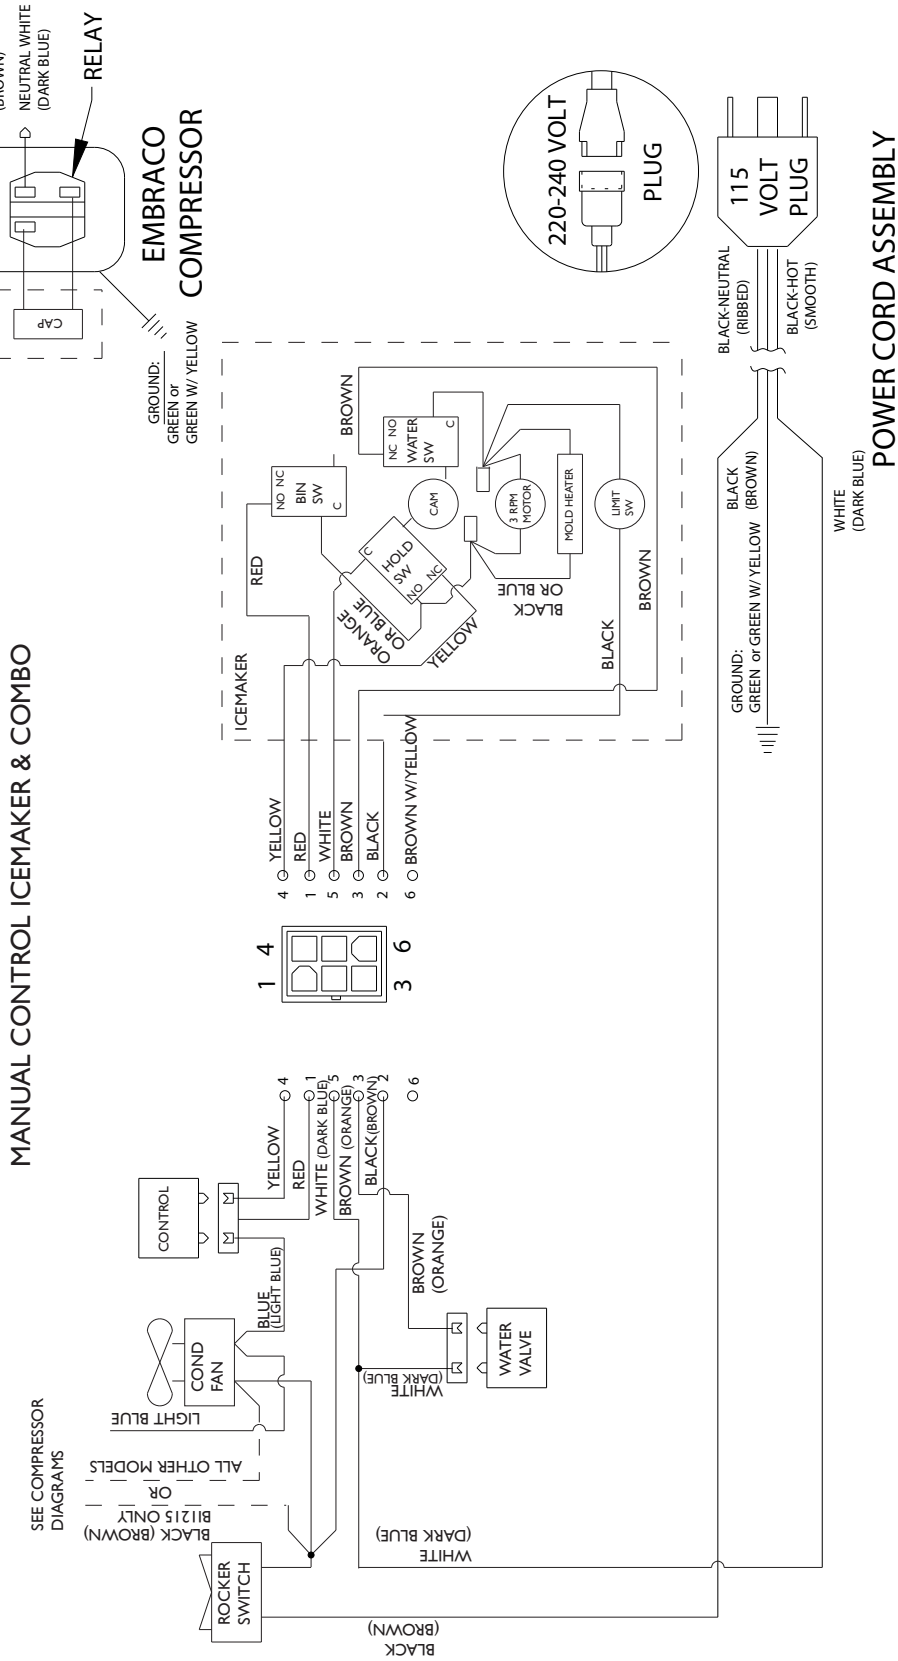 MANUAL CONTROL ICEMAKER & COMBO
NEUTRAL WHITE
(DARK BLUE)
RELAY
CAP
EMBRACO
COMPRESSOR
GROUND:
GREEN or
GREEN W/ YELLOW
220-240 VOLT
PLUG
115
VOLT
PLUG
POWER CORD ASSEMBLY
BLACK-NEUTRAL
(RIBBED)
BLACK-HOT
(SMOOTH)
BLACK
(BROWN)
GROUND:
GREEN or GREEN W/ YELLOW
WHITE
(DARK BLUE)
ICEMAKER
RED
NO NC
BIN
SW
C
BROWN
NC NO
WATER
SW
C
CAM
C
HOLD
SW
NO NC
3 RPM
MOTOR
MOLD HEATER
LIMIT
SW
ORANGE
OR BLUE
YELLOW
BLACK
OR BLUE
BLACK
BROWN
4 YELLOW
1 RED
5 WHITE
3 BROWN
2 BLACK
6 BROWN W/YELLOW
1 4
3 6
YELLOW 4
RED 1
WHITE (DARK BLUE) 5
BROWN (ORANGE) 3
BLACK(BROWN) 2
6
CONTROL
BLUE
(LIGHT BLUE)
COND
FAN
LIGHT BLUE
BROWN
(ORANGE)
WHITE
(DARK BLUE)
WATER
VALVE
SEE COMPRESSOR
DIAGRAMS
ALL OTHER MODELS
OR
BI1215 ONLY
BLACK (BROWN)
ROCKER
SWITCH
WHITE
(DARK BLUE)
BLACK
(BROWN)